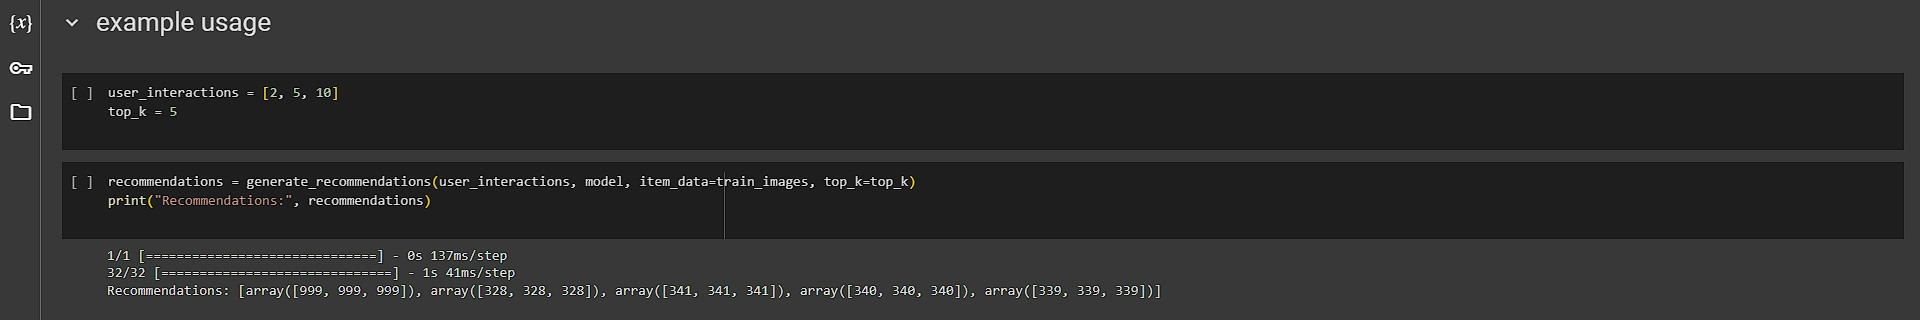 {x}
example usage
[ ] user_interactions = [2, 5, 10]
top_k = 5
[ ] recommendations = generate_recommendations(user_interactions, model, item_data=train_images, top_k=top_k)
print("Recommendations:", recommendations)
1/1 [==============================] - 0s 137ms/step
32/32 [==============================] - 1s 41ms/step
Recommendations: [array([999, 999, 999]), array([328, 328, 328]), array([341, 341, 341]), array([340, 340, 340]), array([339, 339, 339])]